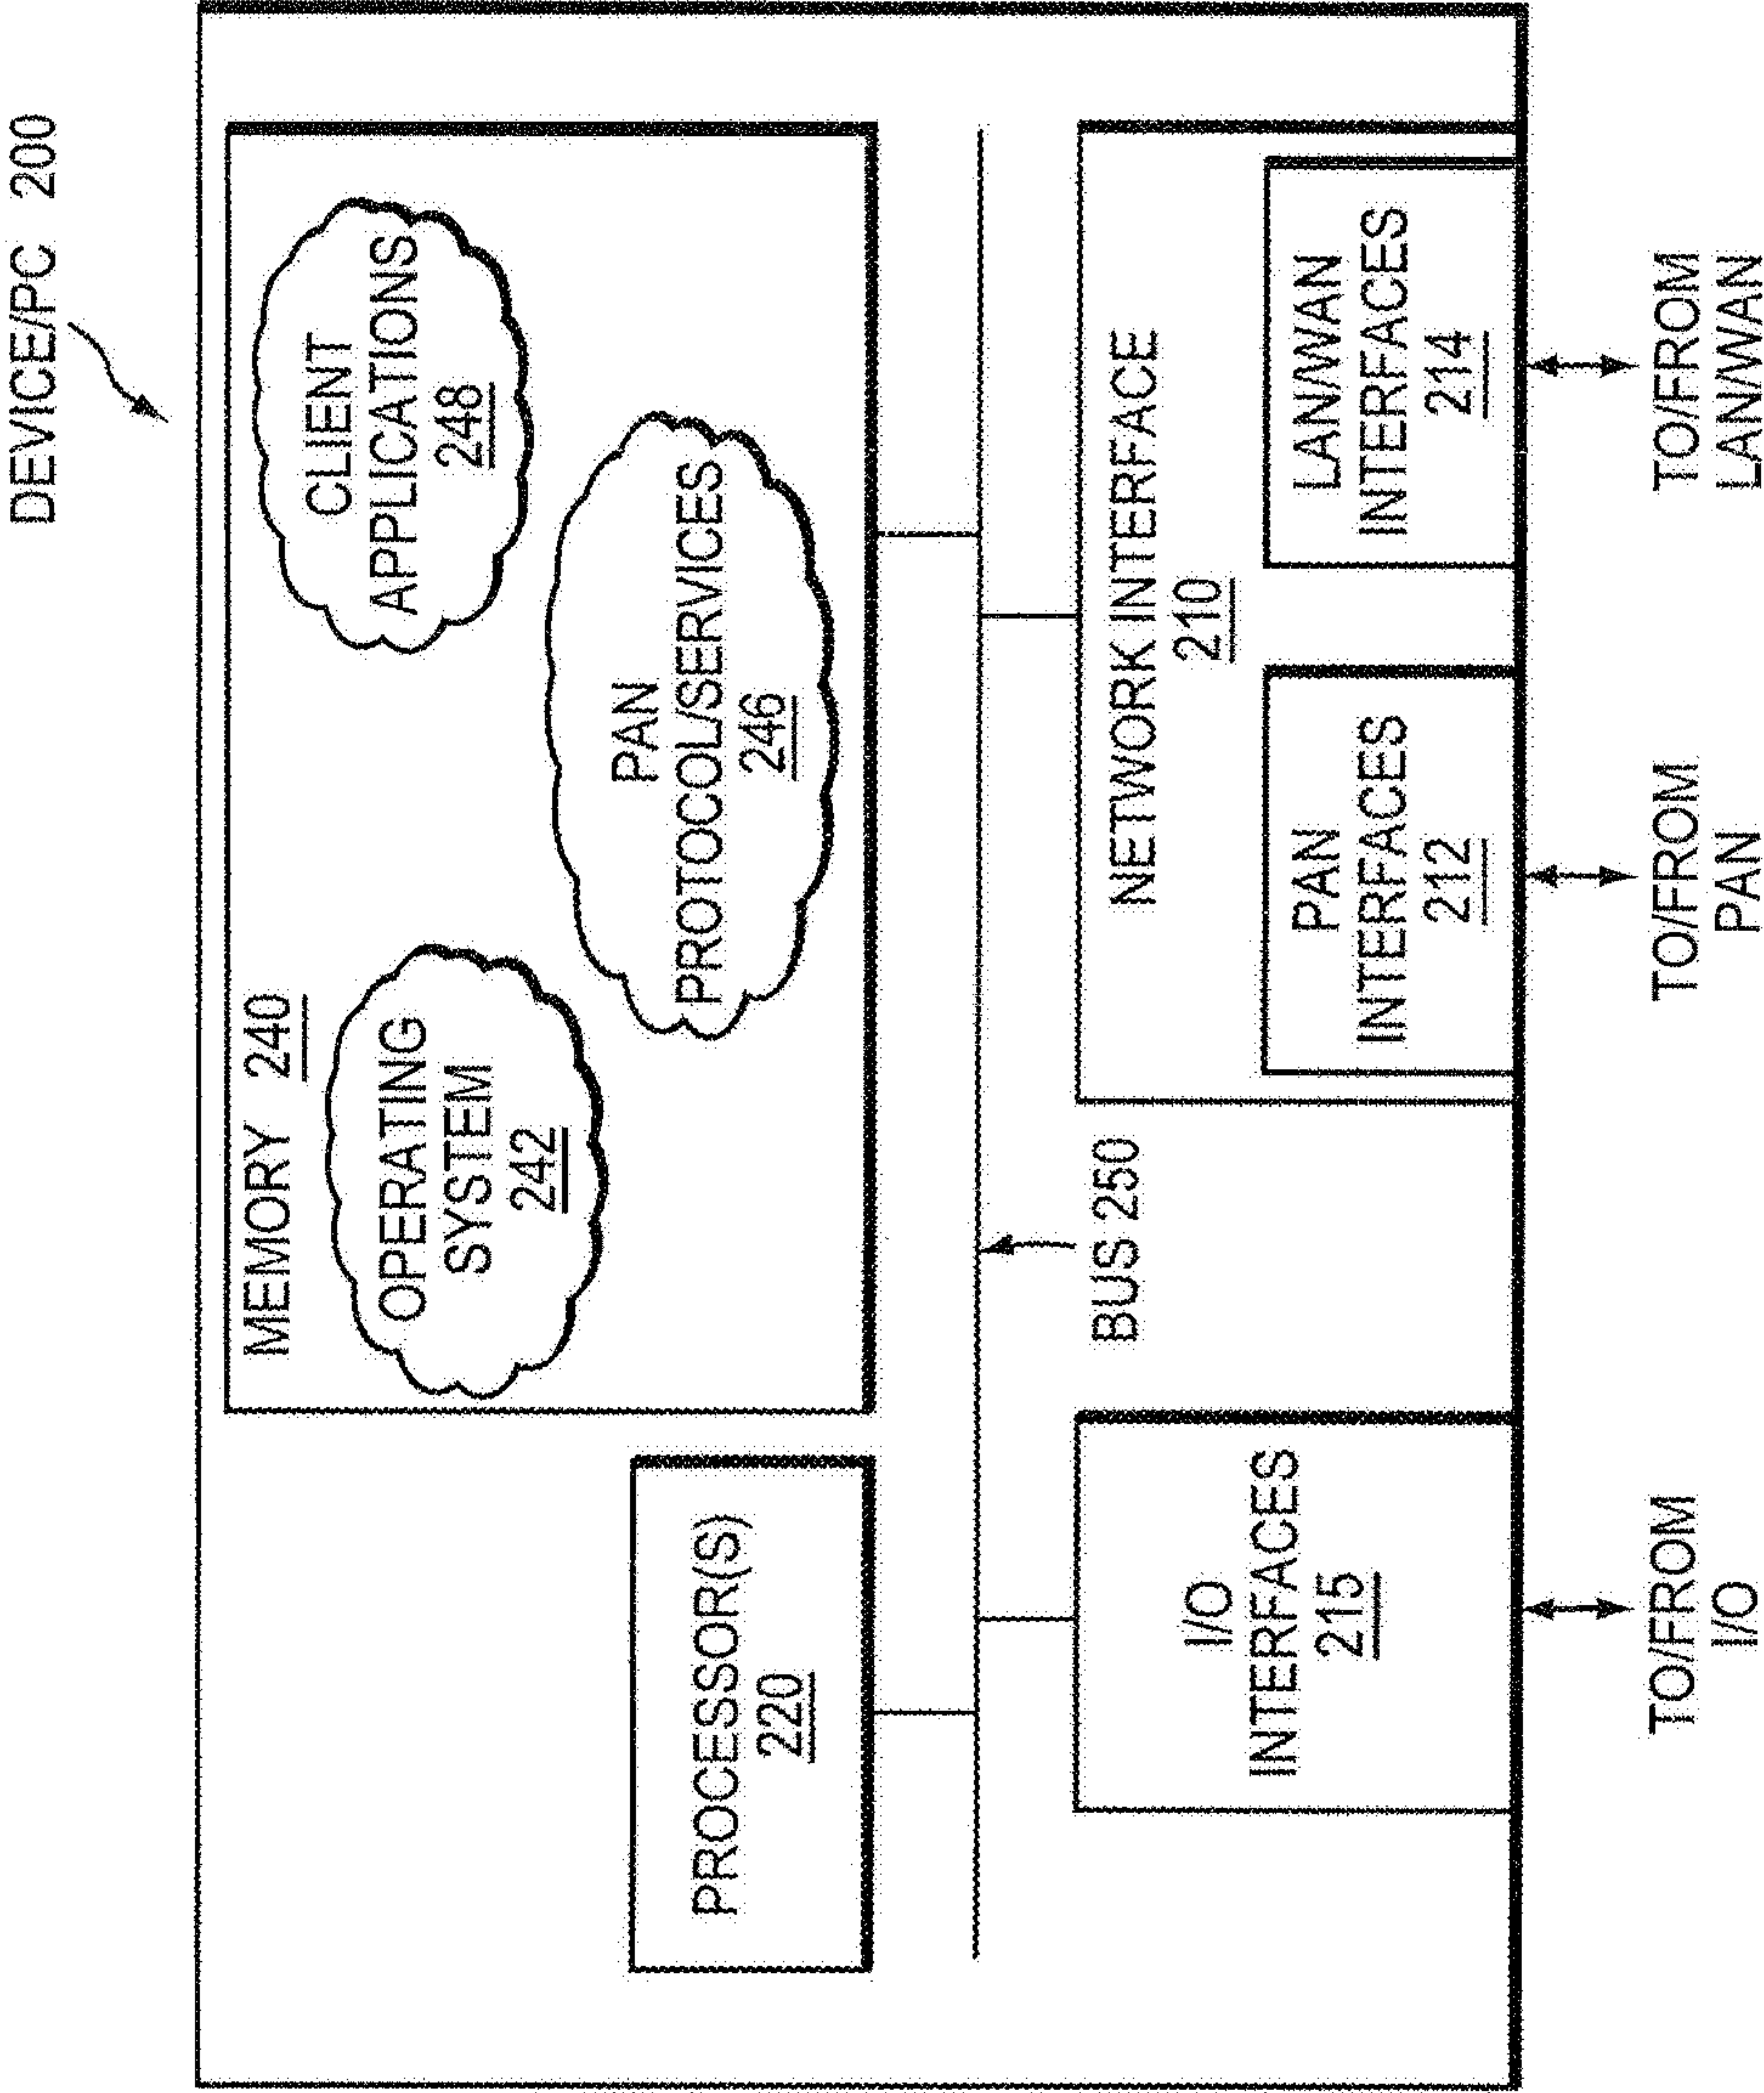 DEVICE/PC 200
MEMORY 240
OPERATING
SYSTEM
242
CLIENT
APPLICATIONS
248
PAN
PROTOCOL/SERVICES
246
PROCESSOR(S)
220
BUS 250
I/O
INTERFACES
215
NETWORK INTERFACE
210
PAN
INTERFACES
212
LAN/WAN
INTERFACES
214
TO/FROM
I/O
TO/FROM
PAN
TO/FROM
LAN/WAN